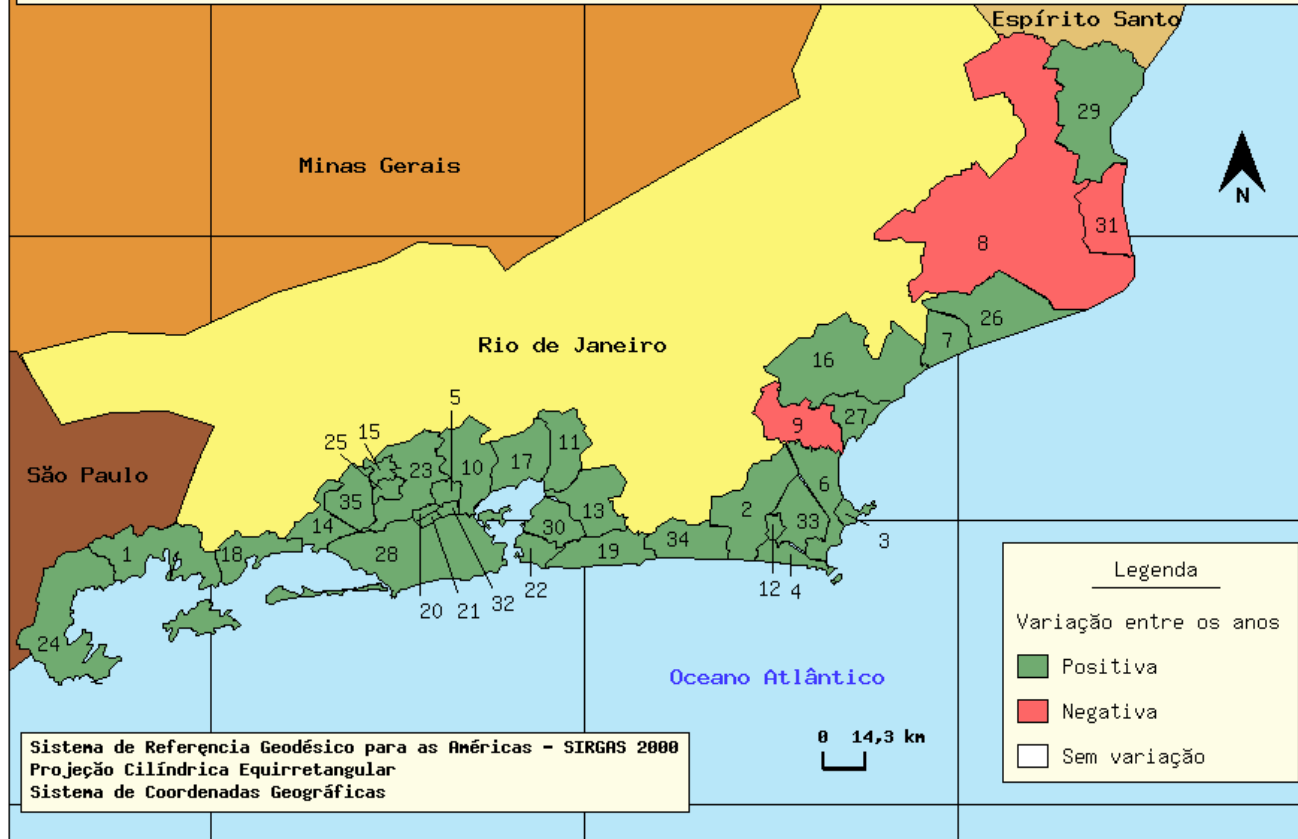 Espírito Santo
29
Minas Gerais
N
31
8
26
Rio de Janeiro
7
16
5
27
9
15
25
11
23
10
17
São Paulo
6
35
2
13
33
14
30
34
1
18
28
19
3
12
4
22
20
21
32
24
Oceano Atlântico
0 14,3 km
Legenda
Variação entre os anos
Positiva
Negativa
Sem variação
Sistema de Referençia Geodésico para as Américas - SIRGAS 2000
Projeção Cilíndrica Equirretangular
Sistema de Coordenadas Geográficas